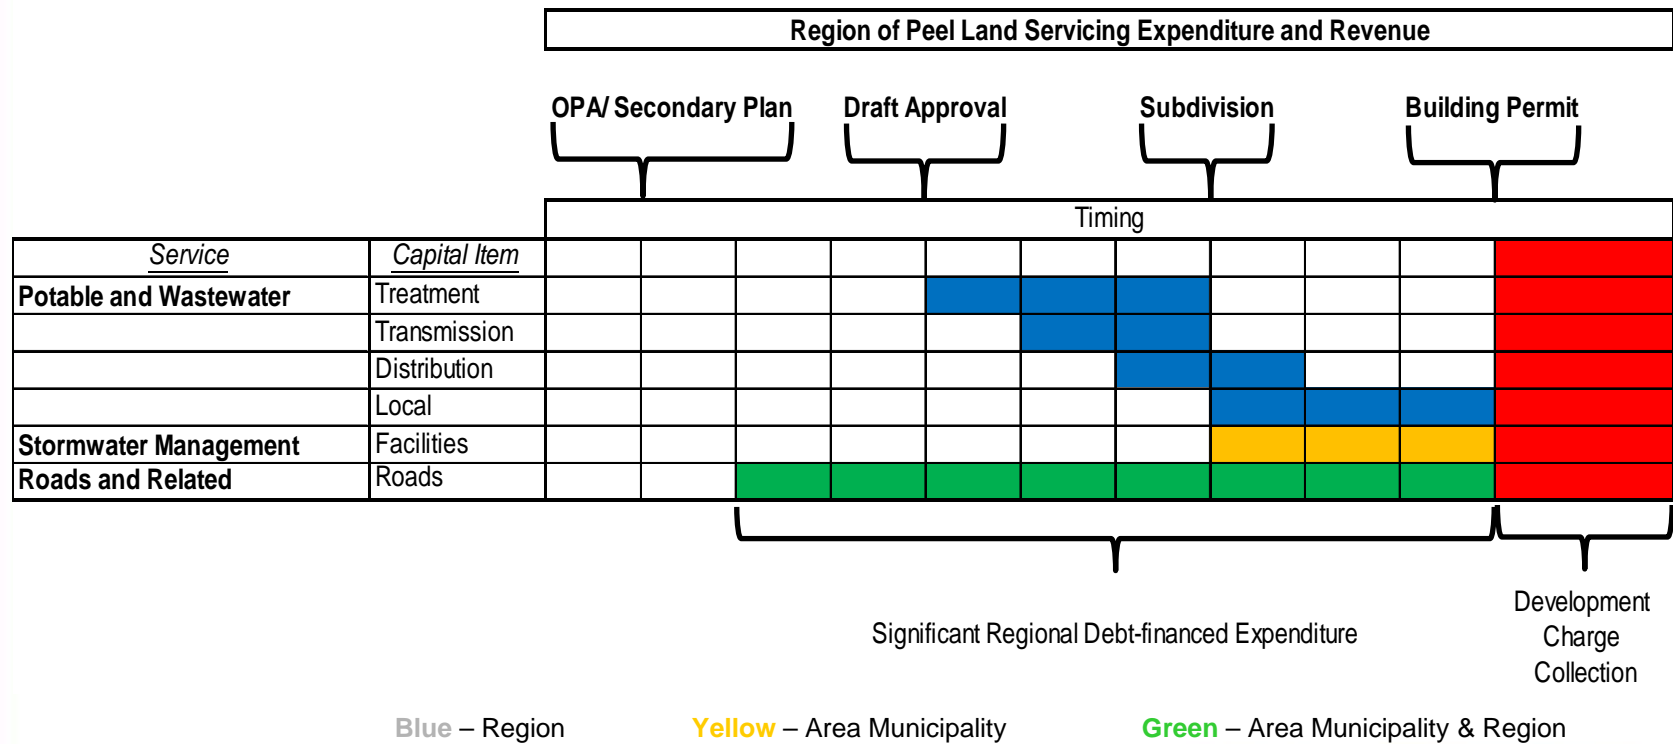 Region of Peel Land Servicing Expenditure and Revenue
OPA/ Secondary Plan Draft Approval Subdivision Building Permit
Timing
Service Capital Item
Potable and Wastewater Treatment
Transmission
Distribution
Local
Stormwater Management Facilities
Roads and Related Roads
Significant Regional Debt-financed Expenditure
Development
Charge
Collection
Blue – Region Yellow – Area Municipality Green – Area Municipality & Region